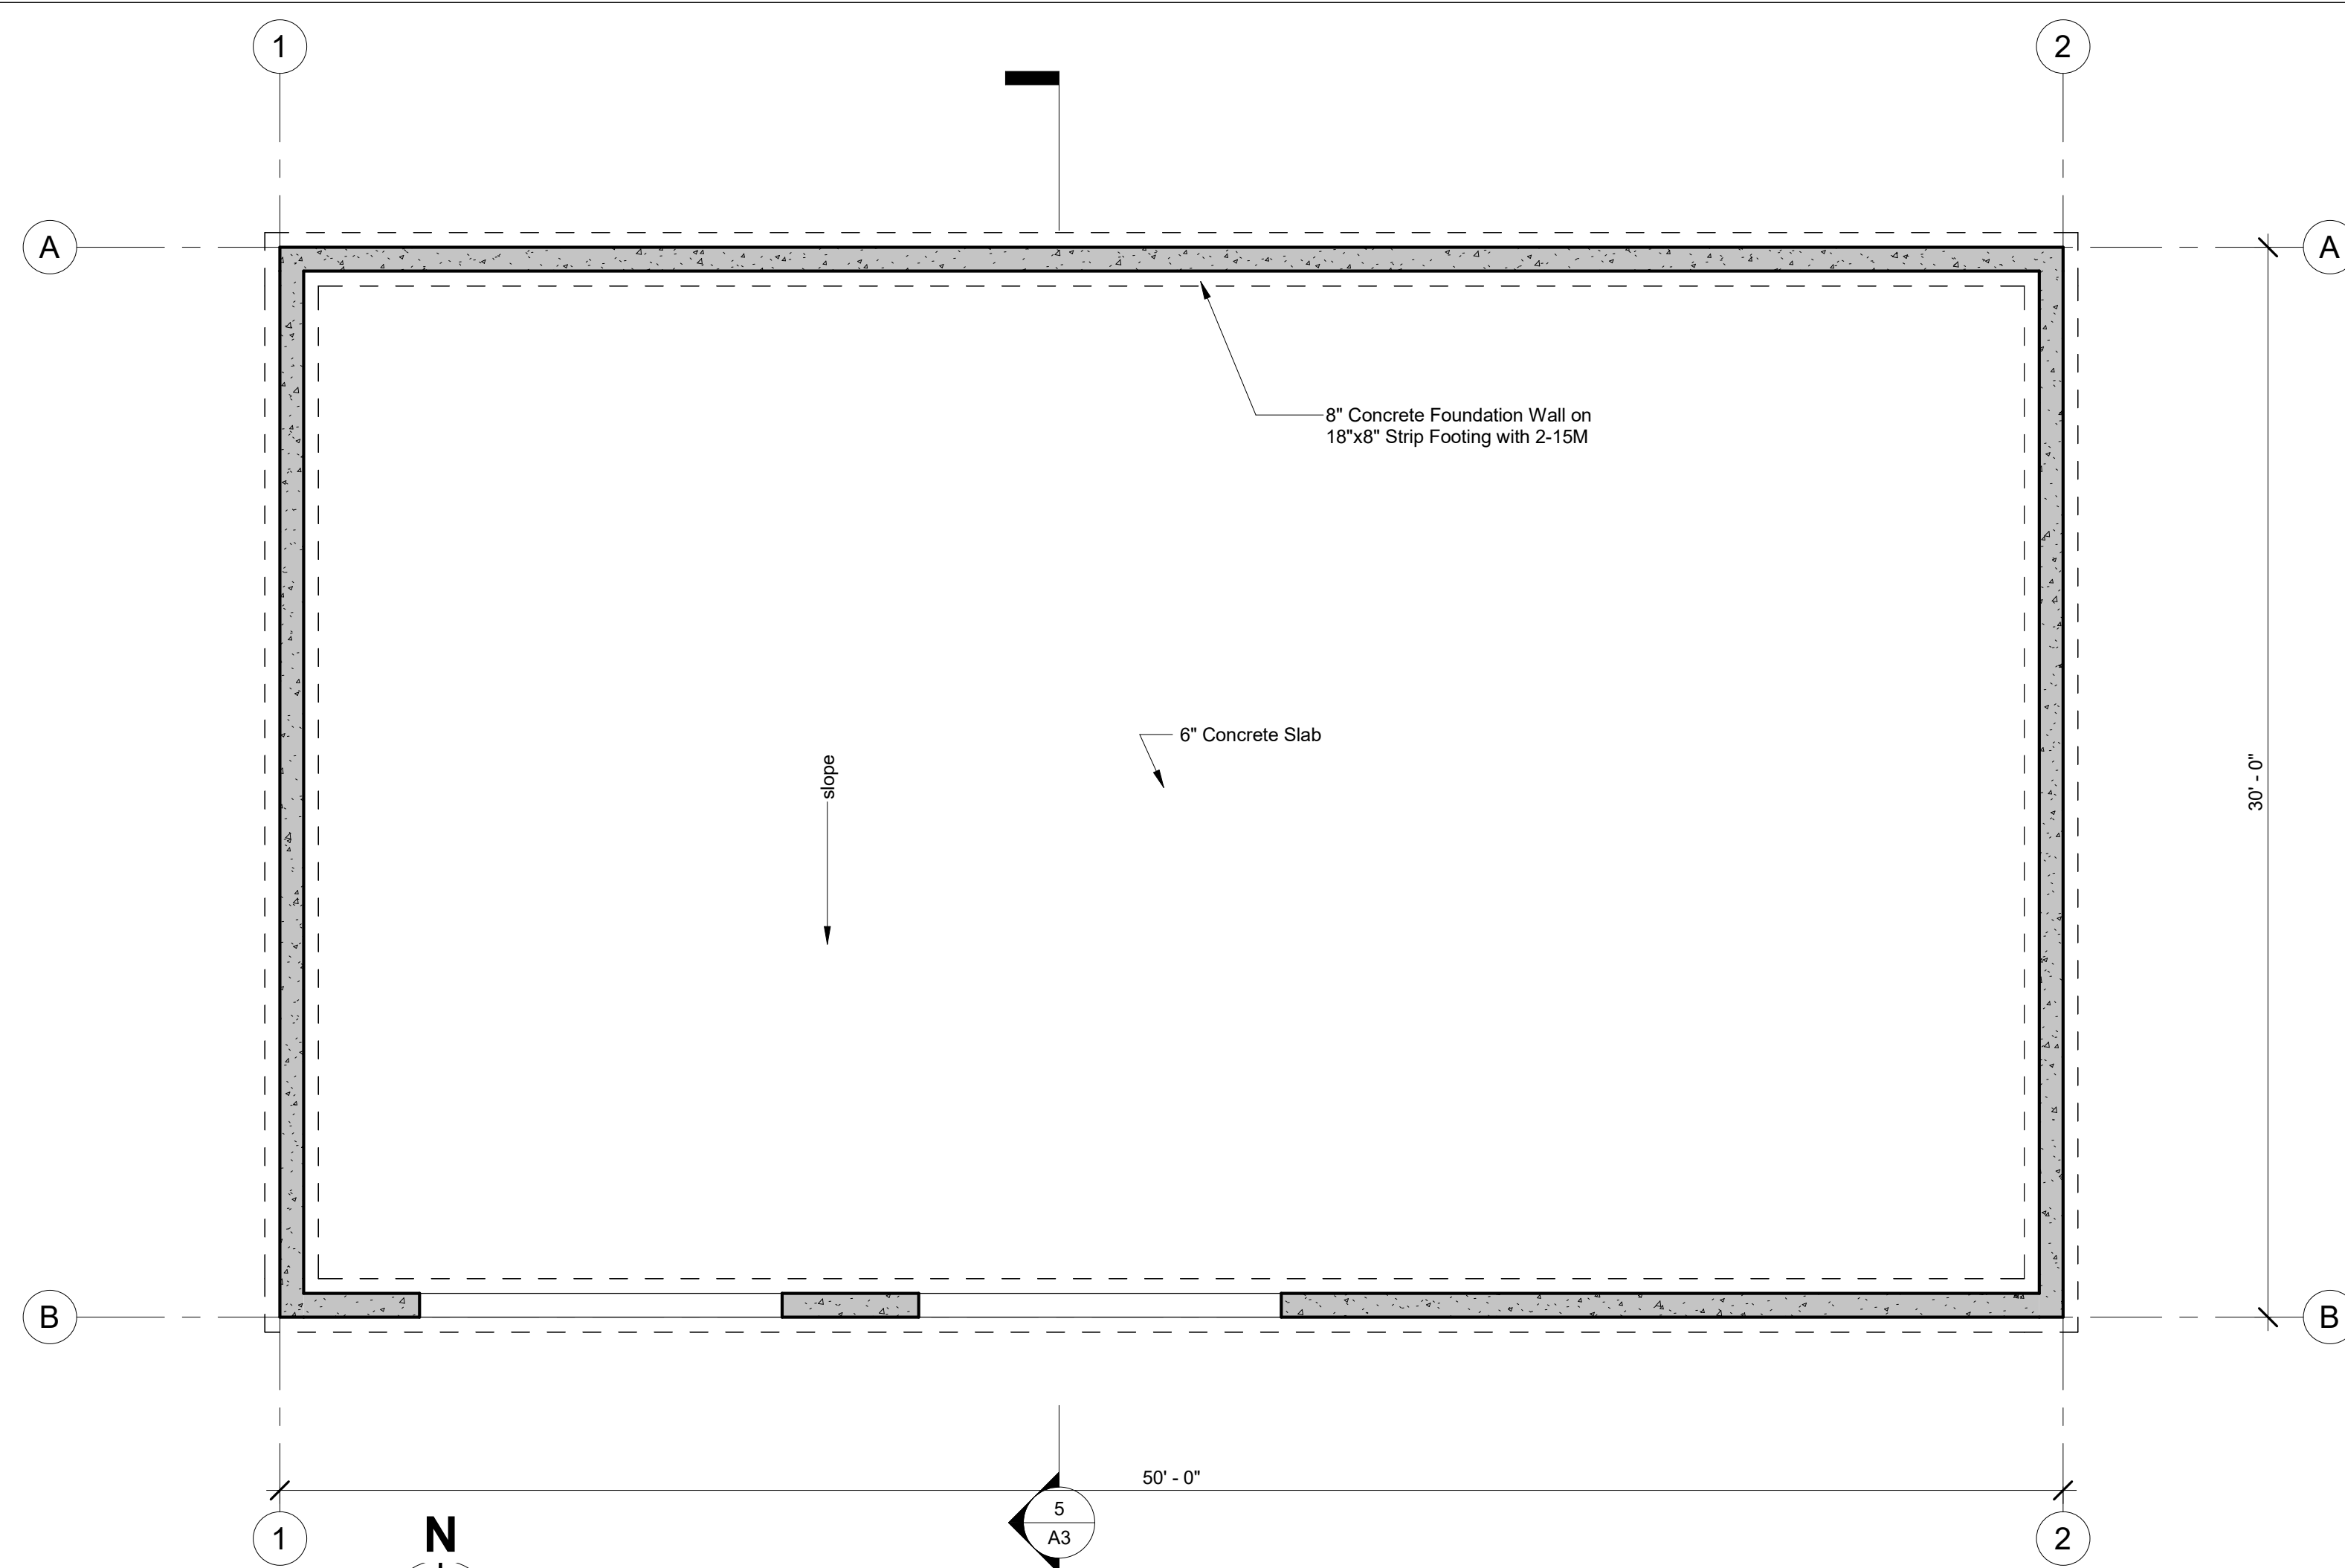 1
2
A
A
8" Concrete Foundation Wall on
18"x8" Strip Footing with 2-15M
6" Concrete Slab
slope
30' - 0"
B
B
50' - 0"
5
A3
1
N
2